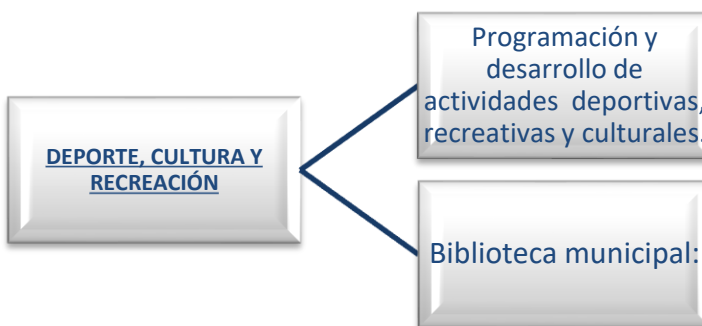 DEPORTE, CULTURA Y
RECREACIÓN
Programación y
desarrollo de
actividades deportivas,
recreativas y culturales.
Biblioteca municipal: